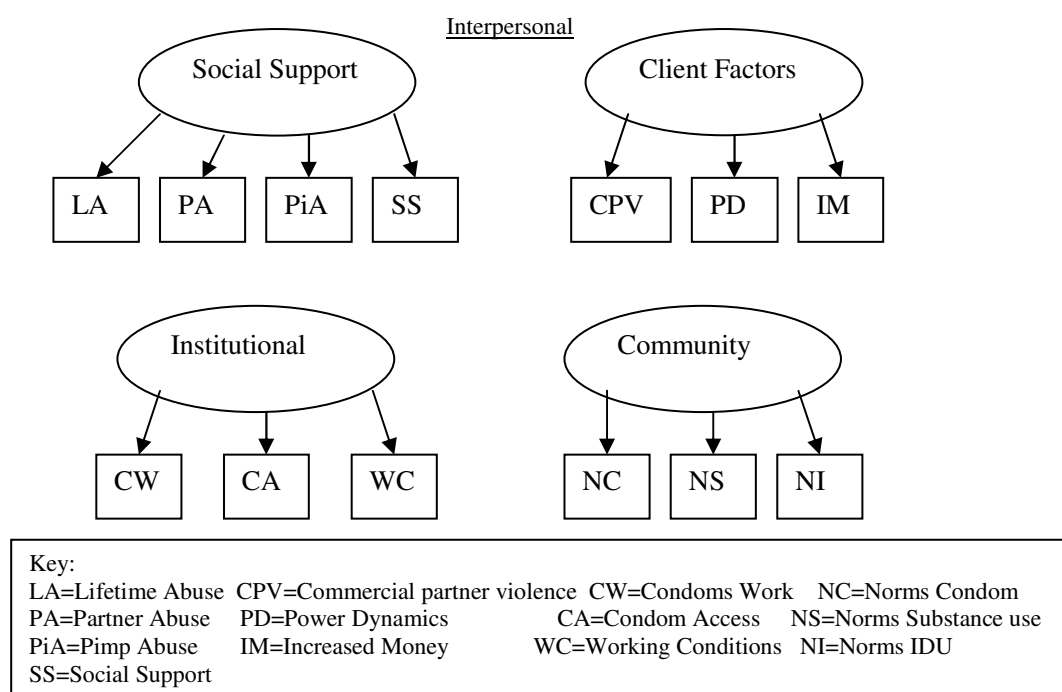 Interpersonal
Social Support
Client Factors
LA
PA
PiA
SS
CPV
PD
IM
Institutional
Community
CW
CA
WC
NC
NS
NI
Key:
LA=Lifetime Abuse CPV=Commercial partner violence CW=Condoms Work NC=Norms Condom
PA=Partner Abuse PD=Power Dynamics CA=Condom Access NS=Norms Substance use
PiA=Pimp Abuse IM=Increased Money WC=Working Conditions NI=Norms IDU
SS=Social Support